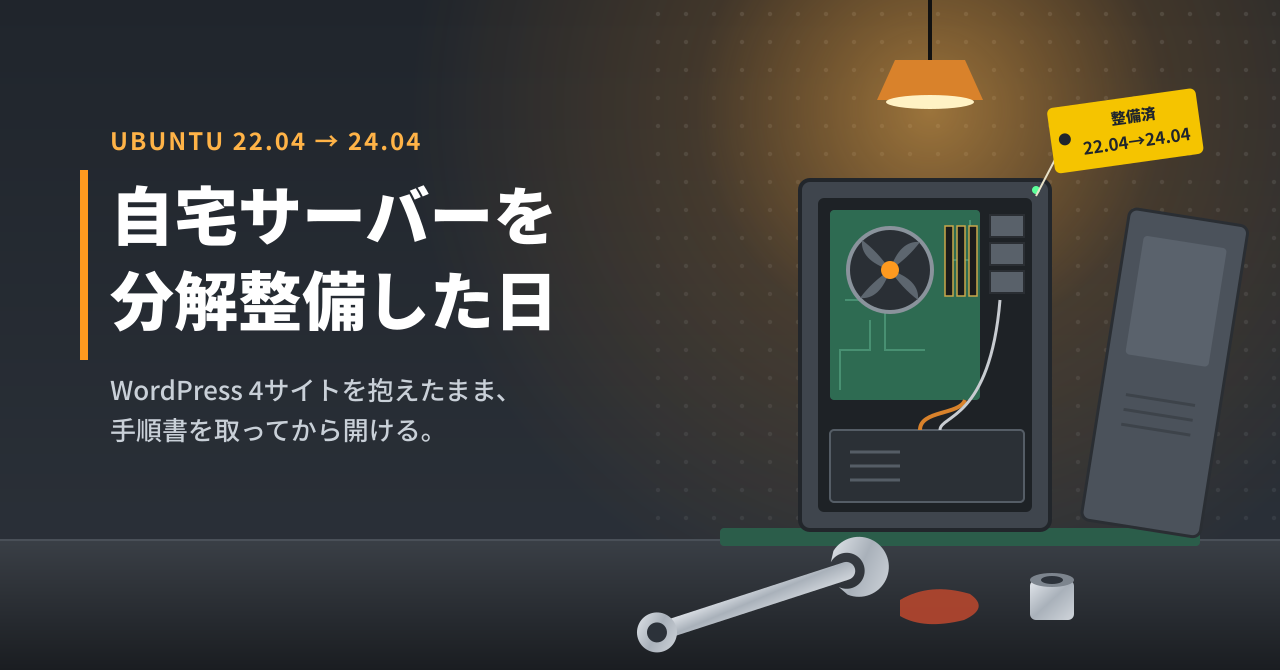 UBUNTU 22.04 → 24.04
自宅サーバーを
分解整備した日
WordPress 4サイトを抱えたまま、
手順書を取ってから開ける。
整備済
22.04→24.04